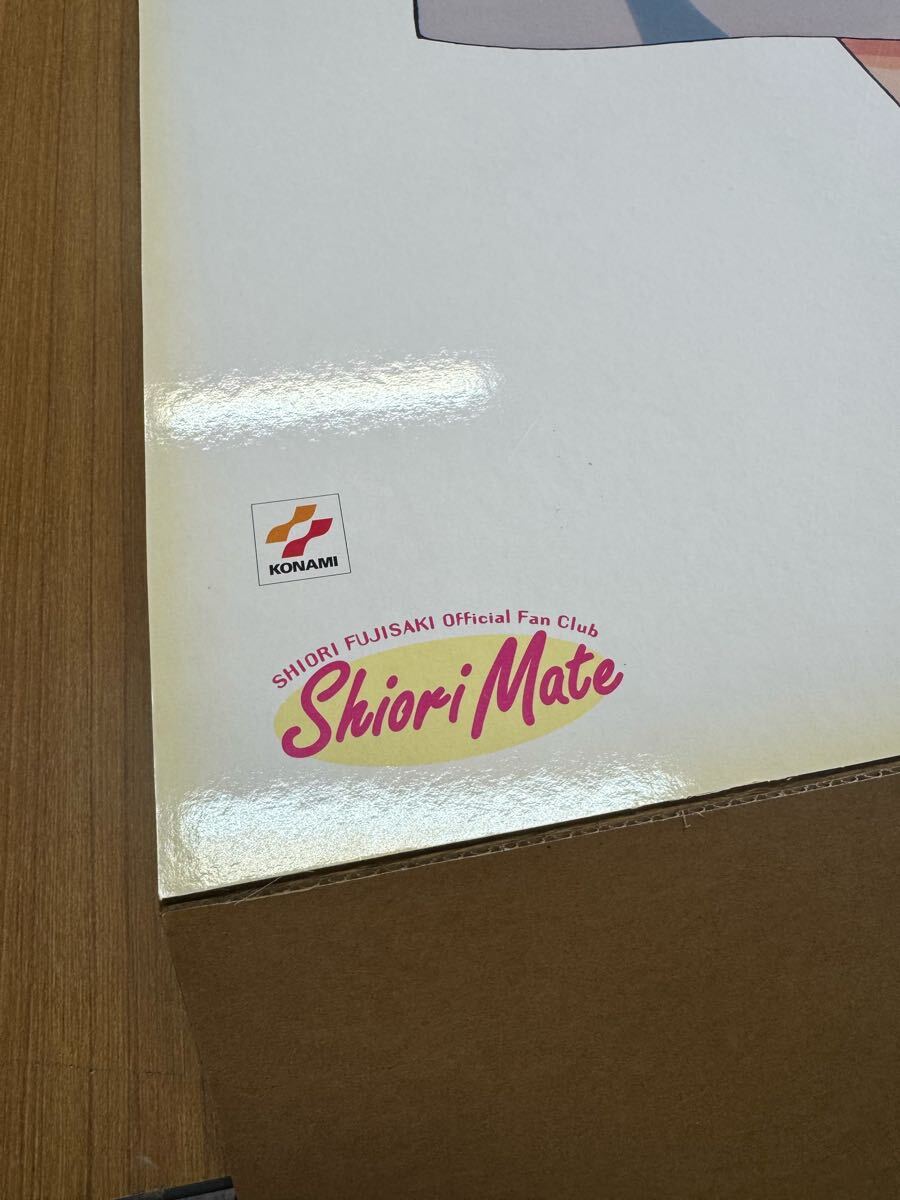 KONAMI
SHIORI FUJISAKI Official Fan Club
Shiori Mate